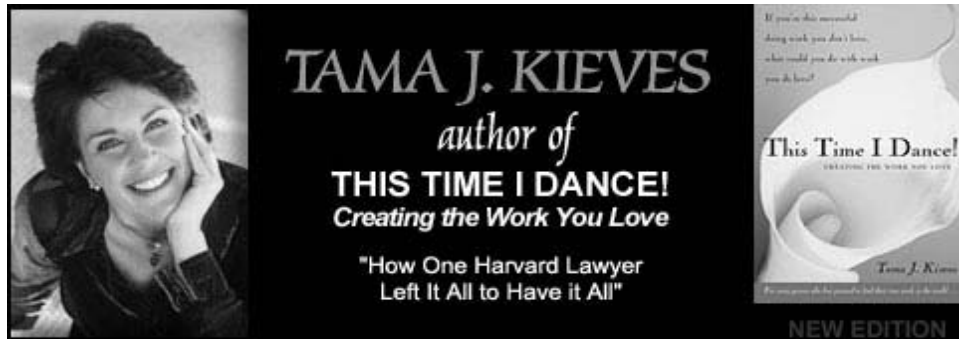 TAMA J. KIEVES
author of
THIS TIME I DANCE!
Creating the Work You Love
"How One Harvard Lawyer
Left It All to Have it All"
If you're this successful
doing work you don't love,
what could you do with work
you do love?
This Time I Dance!
CREATING THE WORK YOU LOVE
Tama J. Kieves
NEW EDITION